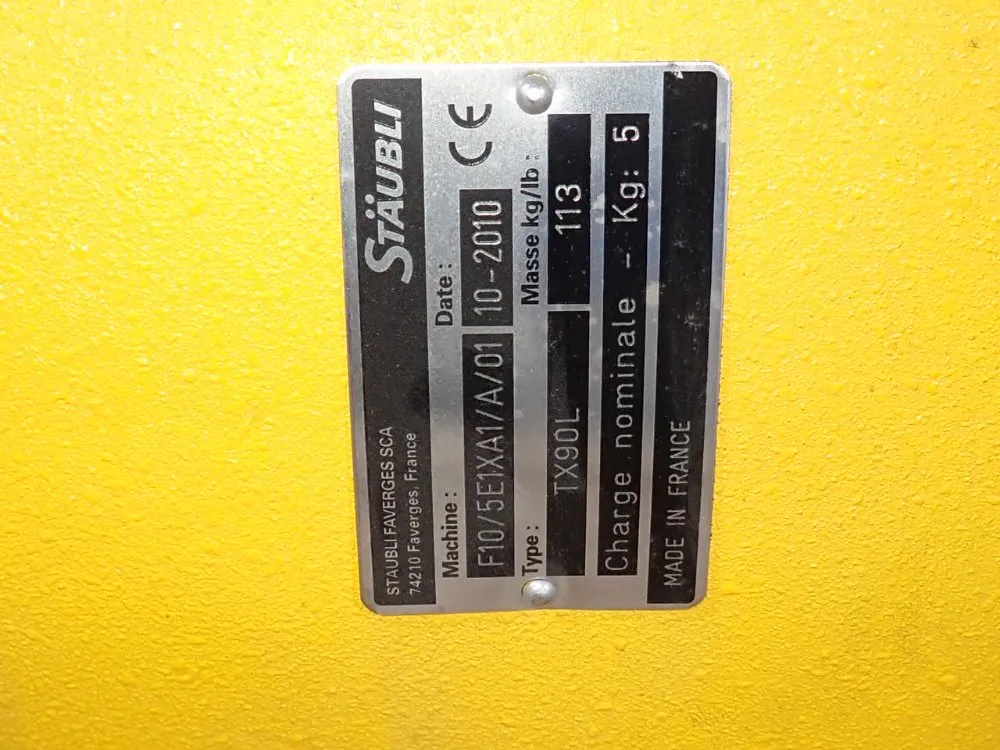 STAUBLI FAVERGES SCA
74210 Faverges, France
STÄUBLI
Machine :
Date :
F10/5E1XA1/A/01
10-2010
CE
Type :
Masse kg/lb :
TX90L
113
Charge nominale - Kg: 5
MADE IN FRANCE